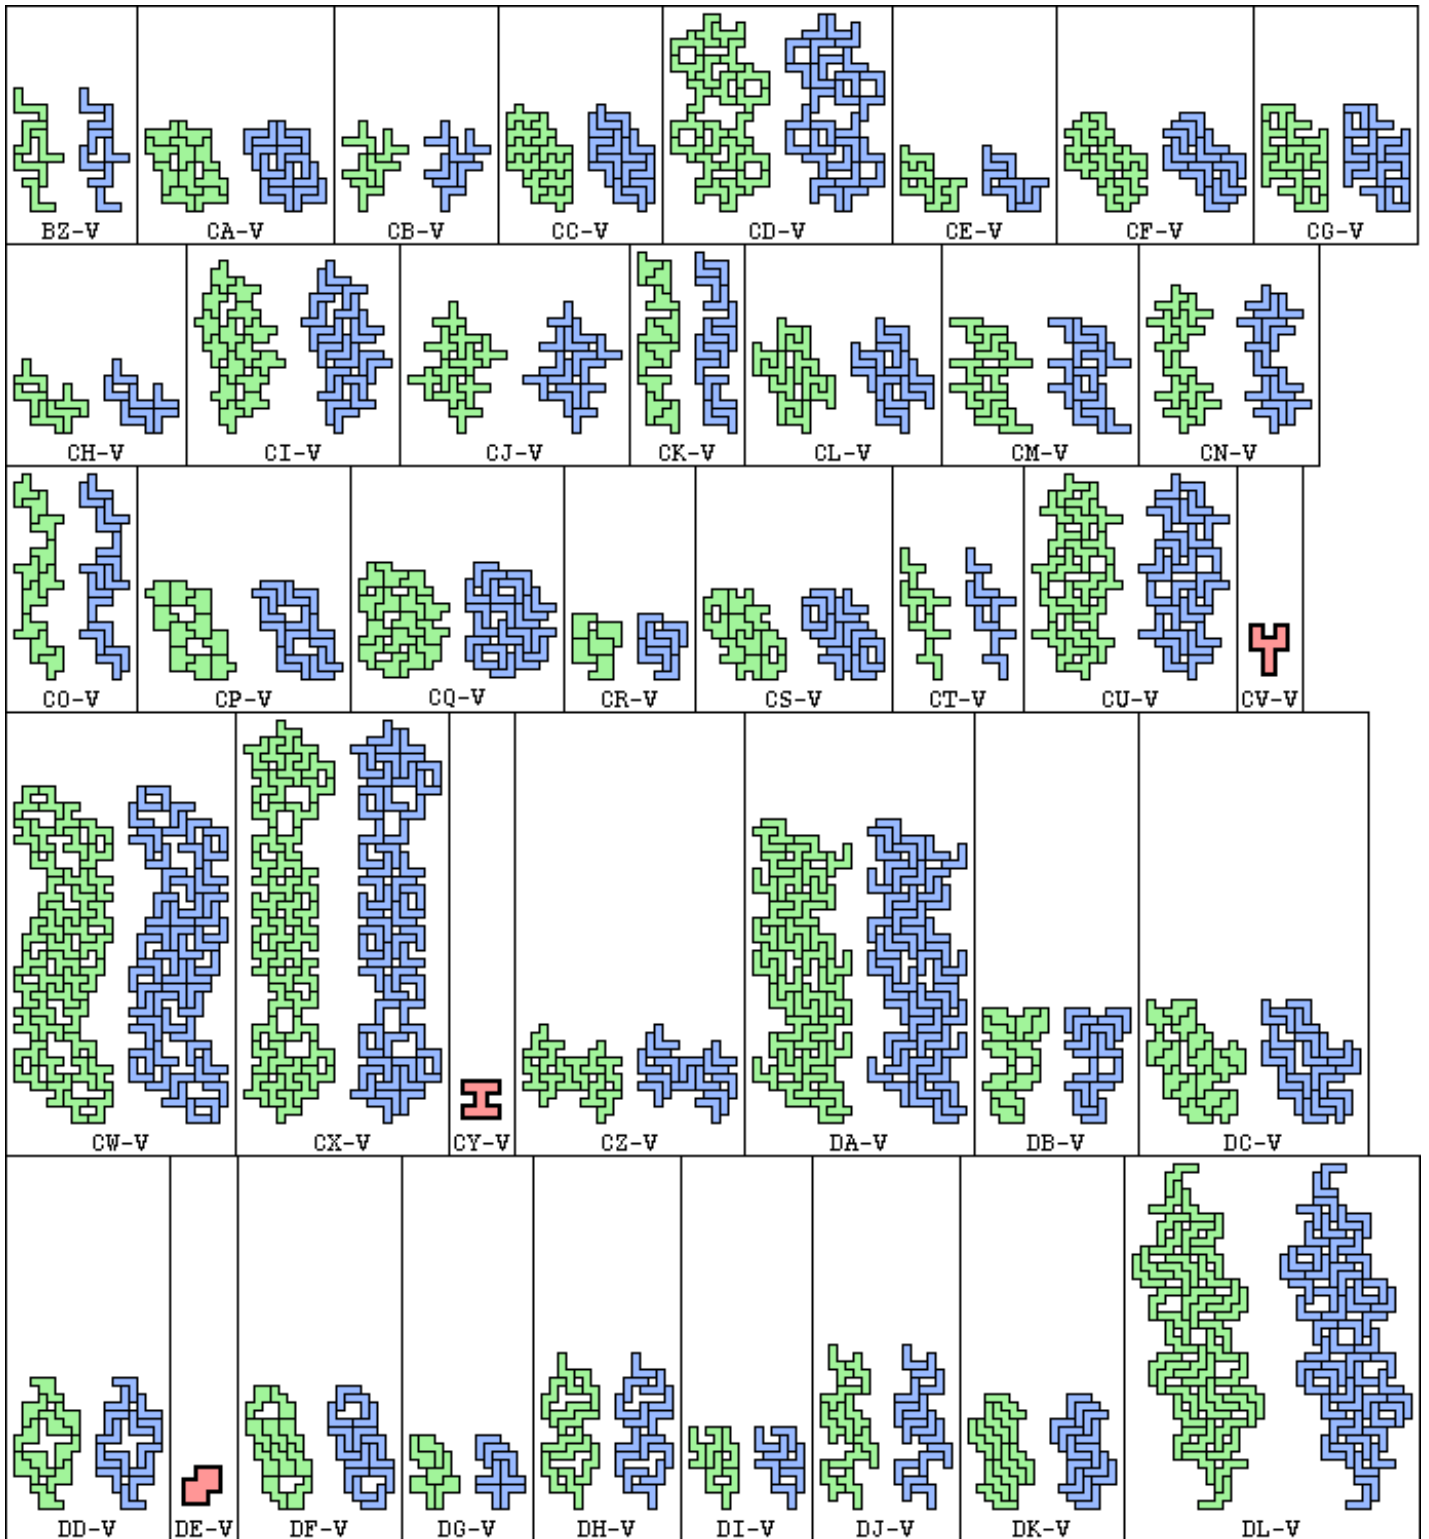 BZ-V CA-V CB-V CC-V CD-V CE-V CF-V CG-V
CH-V CI-V CJ-V CK-V CL-V CM-V CN-V
CO-V CP-V CQ-V CR-V CS-V CT-V CU-V CV-V
CW-V CX-V CY-V CZ-V DA-V DB-V DC-V
DD-V DE-V DF-V DG-V DH-V DI-V DJ-V DK-V DL-V